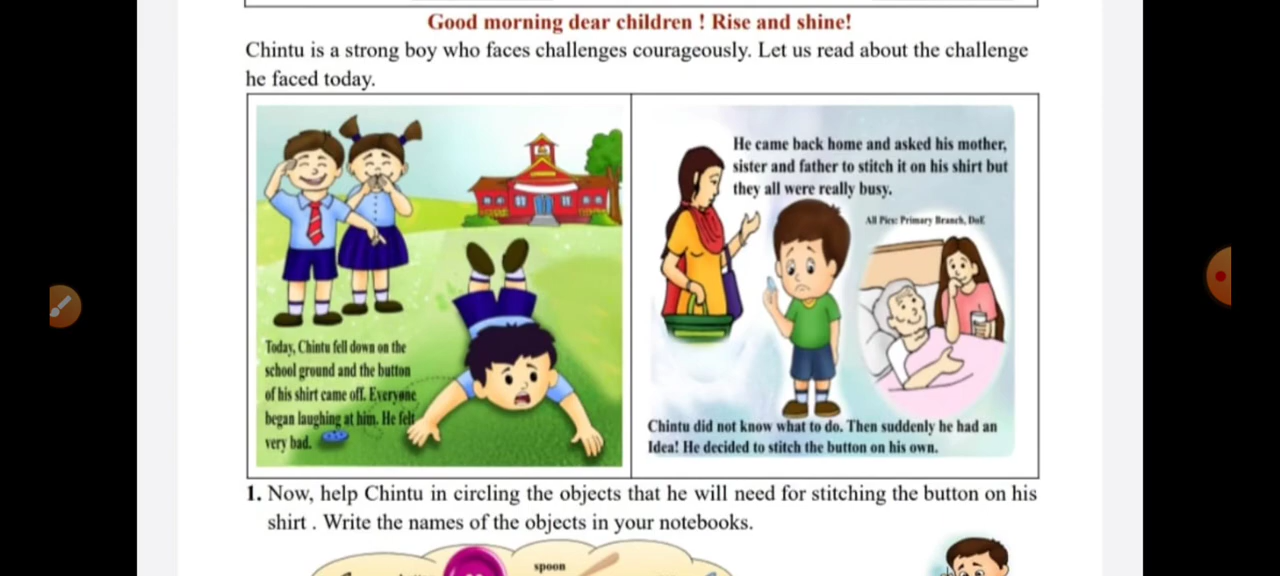 Good morning dear children ! Rise and shine!
Chintu is a strong boy who faces challenges courageously. Let us read about the challenge
he faced today.
Today, Chintu fell down on the
school ground and the button
of his shirt came off. Everyone
began laughing at him. He felt
very bad.
He came back home and asked his mother,
sister and father to stitch it on his shirt but
they all were really busy.
All Pics: Primary Branch, DoE
Chintu did not know what to do. Then suddenly he had an
Idea! He decided to stitch the button on his own.
1. Now, help Chintu in circling the objects that he will need for stitching the button on his
shirt . Write the names of the objects in your notebooks.
spoon